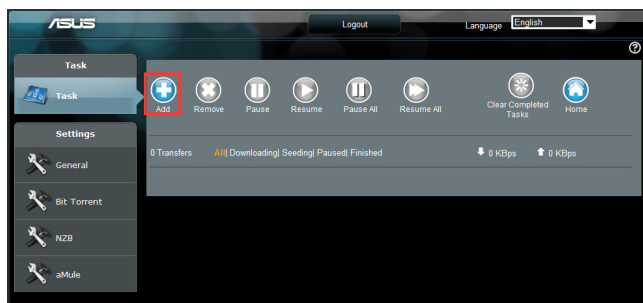 ASUS
Logout
Language English
Task
Task
Add Remove Pause Resume Pause All Resume All Clear Completed Tasks Home
0 Transfers All| Downloading| Seeding| Paused| Finished 0 KBps 0 KBps
Settings
General
Bit Torrent
NZB
aMule